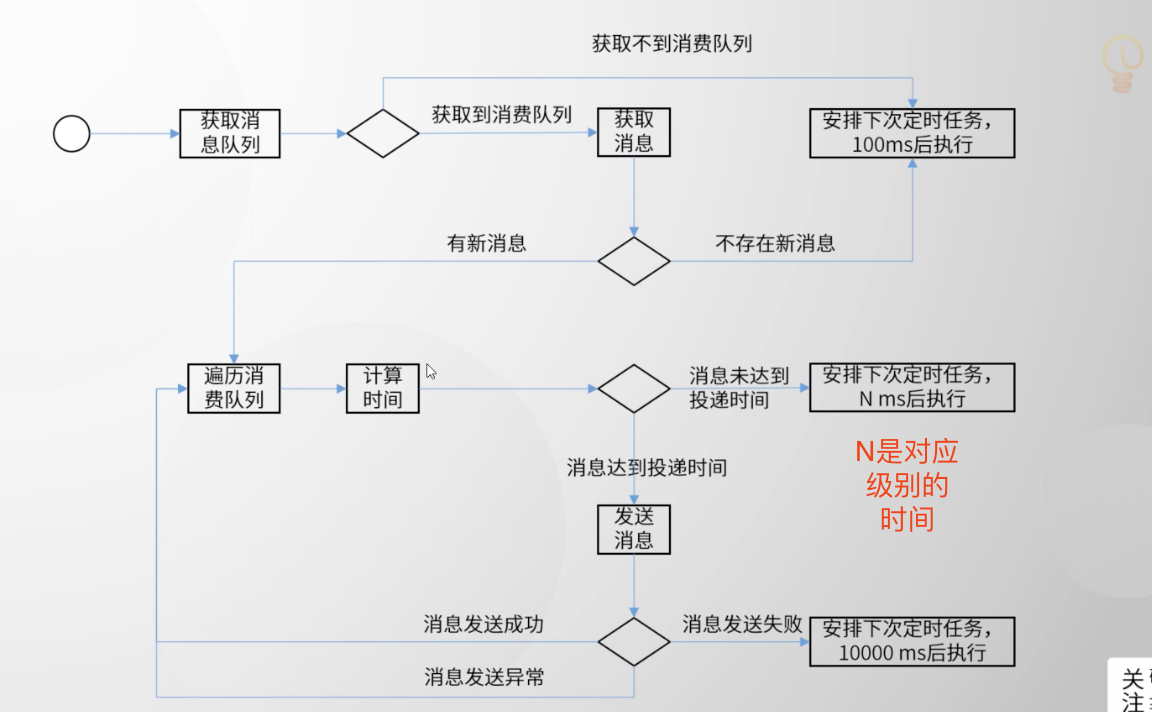 获取不到消费队列
获取消
息队列
获取到消费队列
获取
消息
安排下次定时任务，
100ms后执行
有新消息
不存在新消息
遍历消
费队列
计算
时间
消息未达到
投递时间
安排下次定时任务，
N ms后执行
N是对应
级别的
时间
消息达到投递时间
发送
消息
消息发送成功
消息发送失败
安排下次定时任务，
10000 ms后执行
消息发送异常
关
注